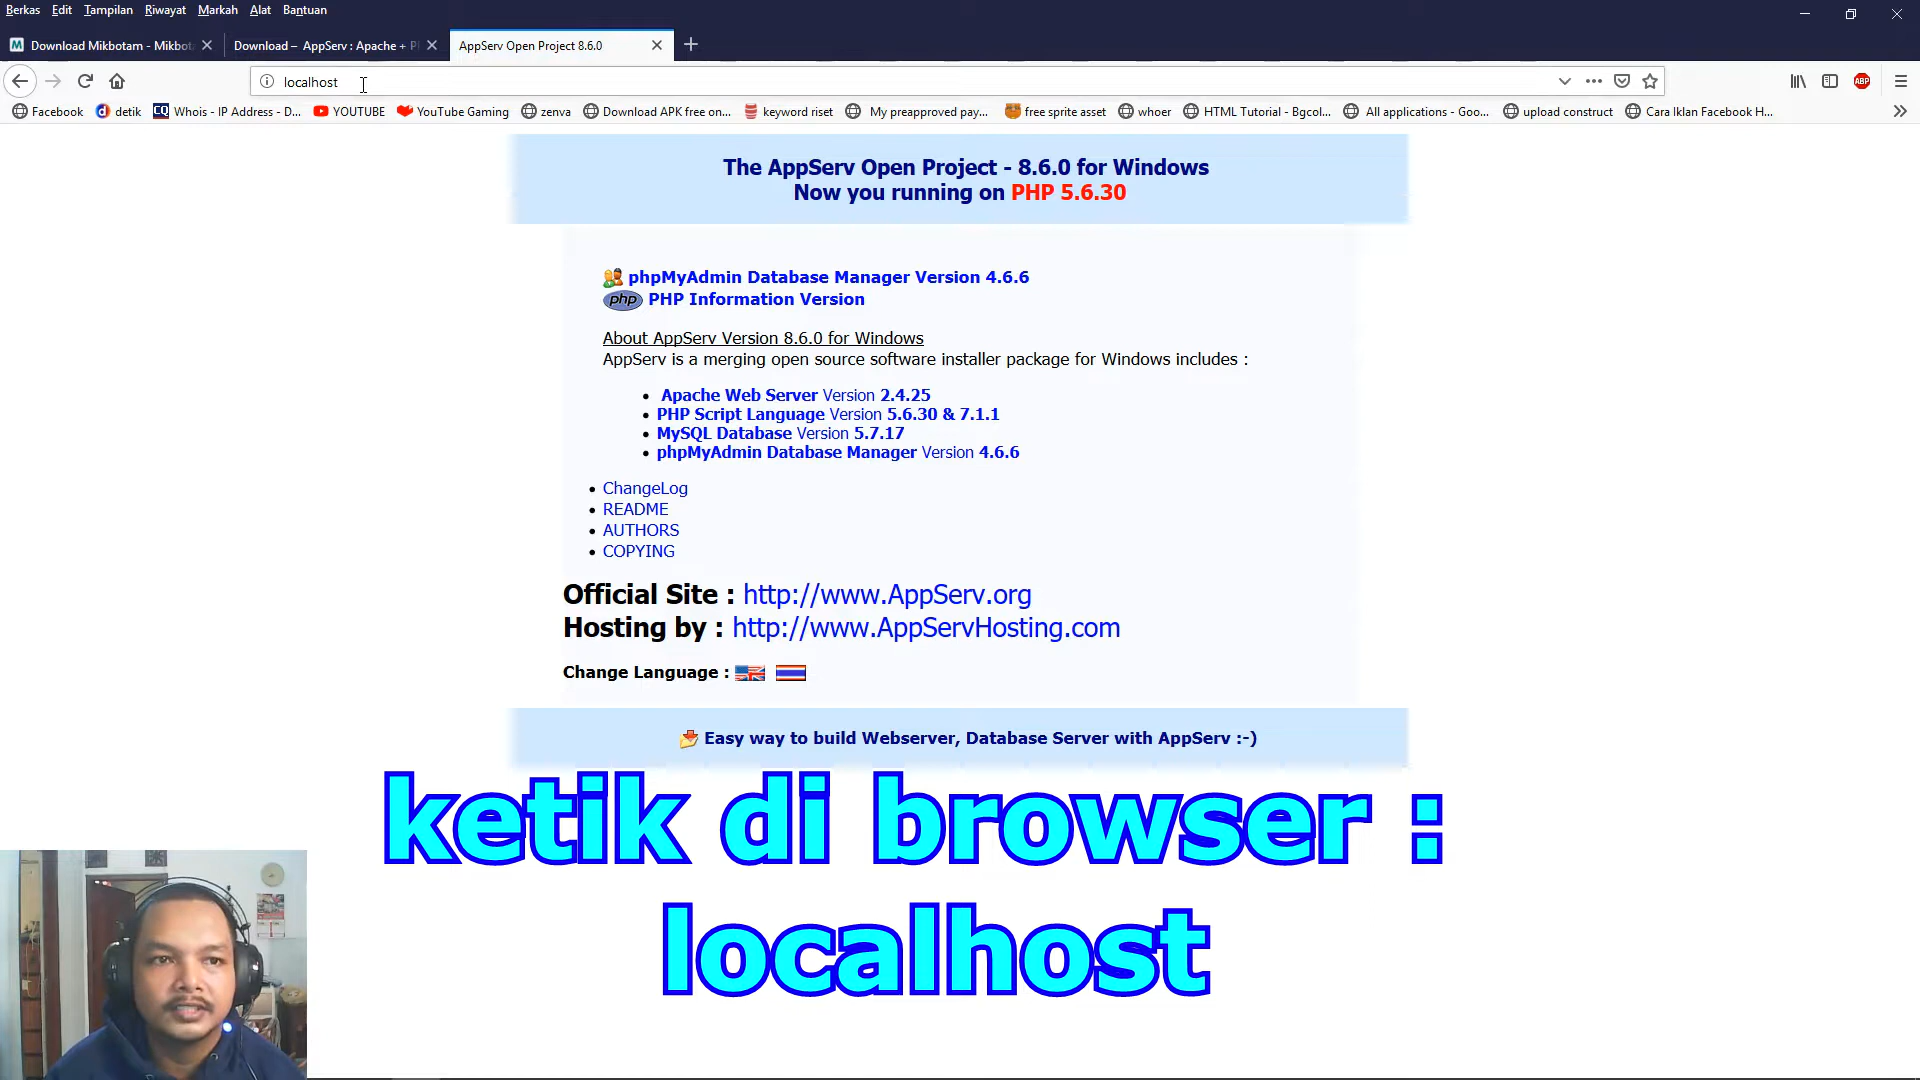 Berkas Edit Tampilan Riwayat Markah Alat Bantuan
Download Mikbotam - Mikbot
Download – AppServ : Apache + P
AppServ Open Project 8.6.0
localhost
Facebook detik CQ Whois - IP Address - D... YOUTUBE YouTube Gaming zenva Download APK free on... keyword riset My preapproved pay... free sprite asset whoer HTML Tutorial - Bgcol... All applications - Goo... upload construct Cara Iklan Facebook H...
ABP
The AppServ Open Project - 8.6.0 for Windows
Now you running on PHP 5.6.30
phpMyAdmin Database Manager Version 4.6.6
php PHP Information Version
About AppServ Version 8.6.0 for Windows
AppServ is a merging open source software installer package for Windows includes :
Apache Web Server Version 2.4.25
PHP Script Language Version 5.6.30 & 7.1.1
MySQL Database Version 5.7.17
phpMyAdmin Database Manager Version 4.6.6
ChangeLog
README
AUTHORS
COPYING
Official Site : http://www.AppServ.org
Hosting by : http://www.AppServHosting.com
Change Language :
Easy way to build Webserver, Database Server with AppServ :-)
ketik di browser :
localhost